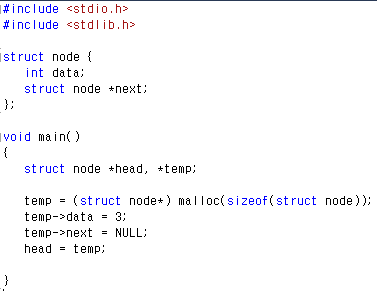 #include <stdio.h>
#include <stdlib.h>
struct node {
int data;
struct node *next;
};
void main()
{
struct node *head, *temp;
temp = (struct node*) malloc(sizeof(struct node));
temp->data = 3;
temp->next = NULL;
head = temp;
}